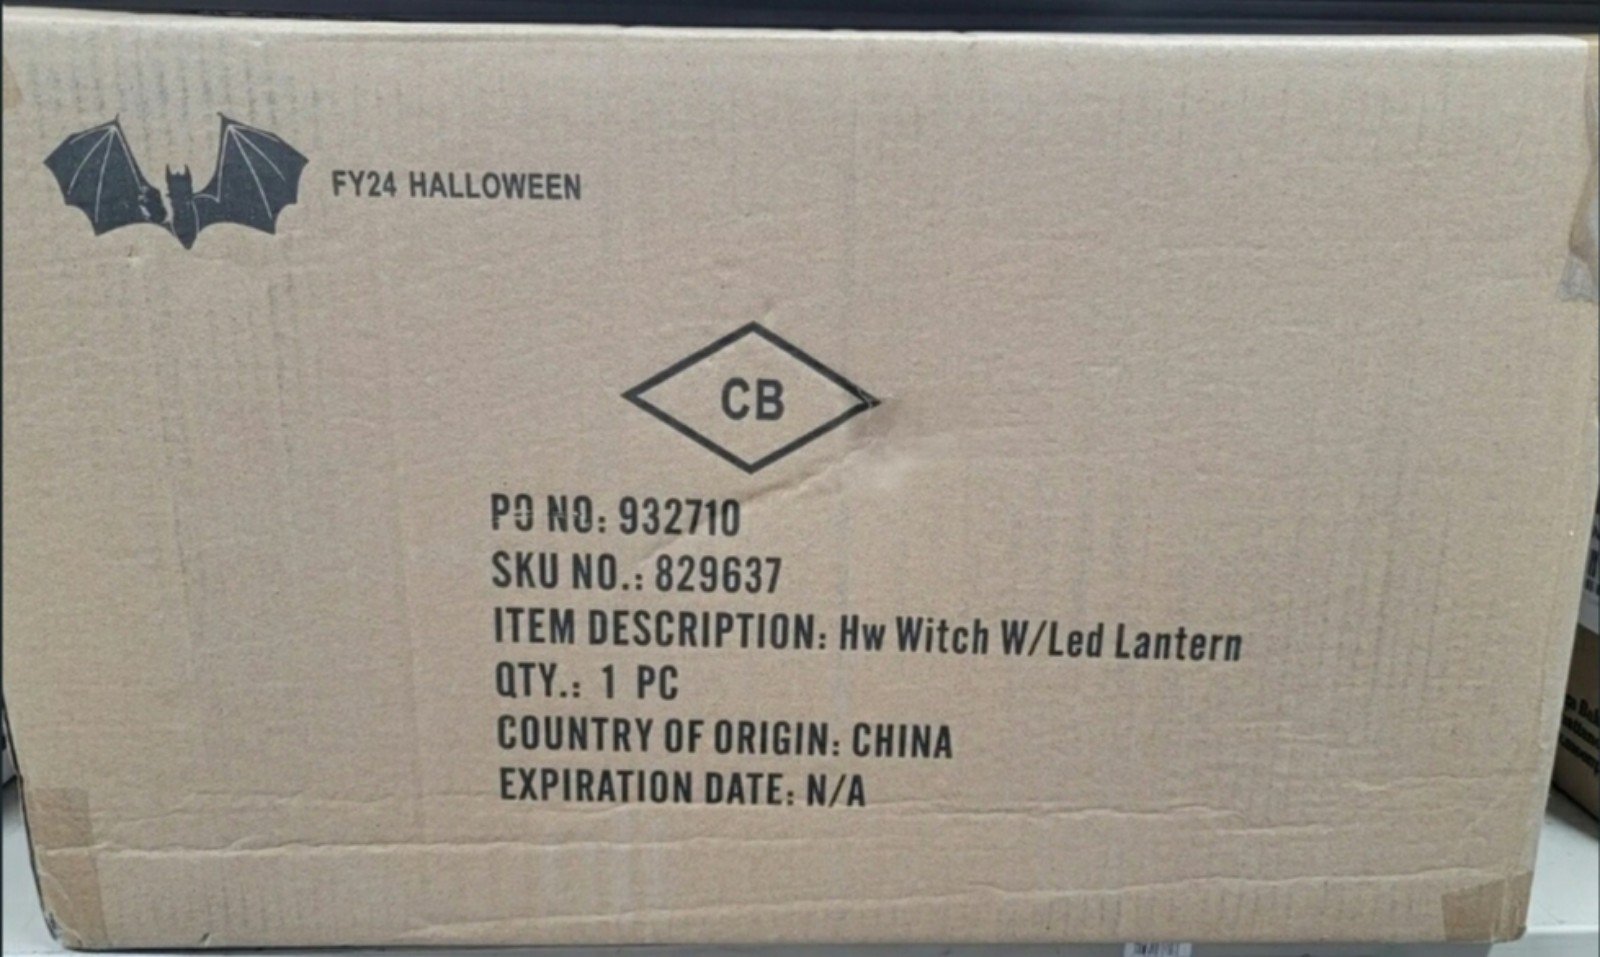 FY24 HALLOWEEN
CB
PO NO: 932710
SKU NO.: 829637
ITEM DESCRIPTION: Hw Witch W/Led Lantern
QTY.: 1 PC
COUNTRY OF ORIGIN: CHINA
EXPIRATION DATE: N/A